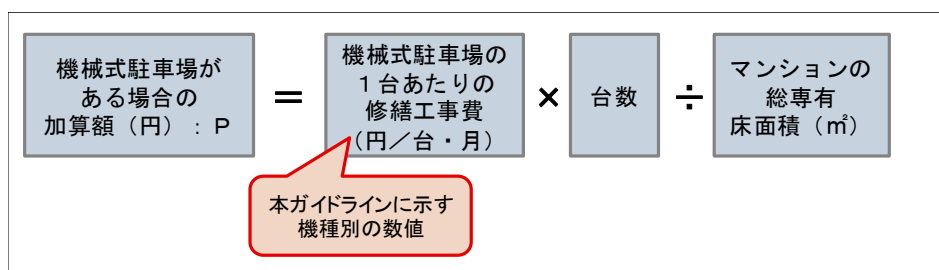 機械式駐車場が
ある場合の
加算額（円）：Ｐ
＝
機械式駐車場の
１台あたりの
修繕工事費
（円／台・月）
×
台数
÷
マンションの
総専有
床面積（㎡）
本ガイドラインに示す
機種別の数値